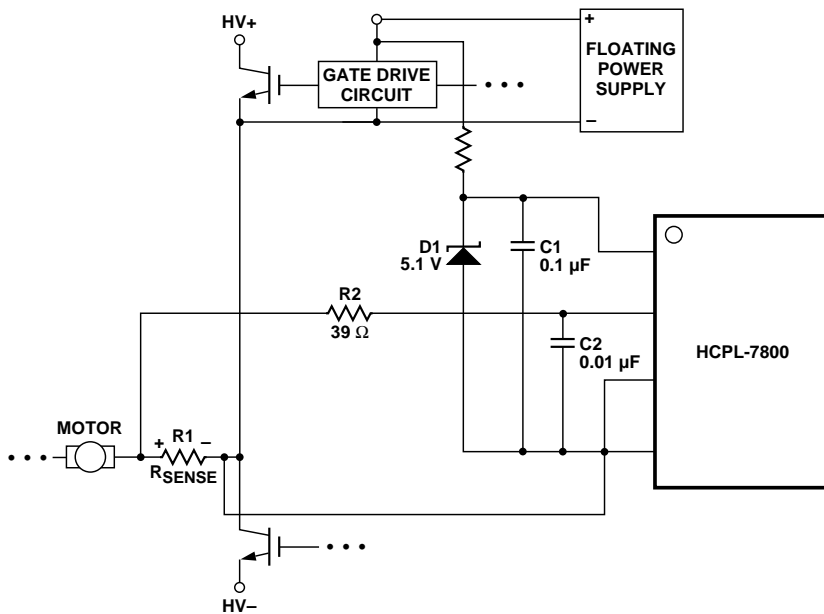 HV+
+
FLOATING
POWER
SUPPLY
–
GATE DRIVE
CIRCUIT
• • •
D1
5.1 V
C1
0.1 µF
R2
39 Ω
C2
0.01 µF
HCPL-7800
MOTOR
• • •
+ R1 –
RSENSE
• • •
HV–